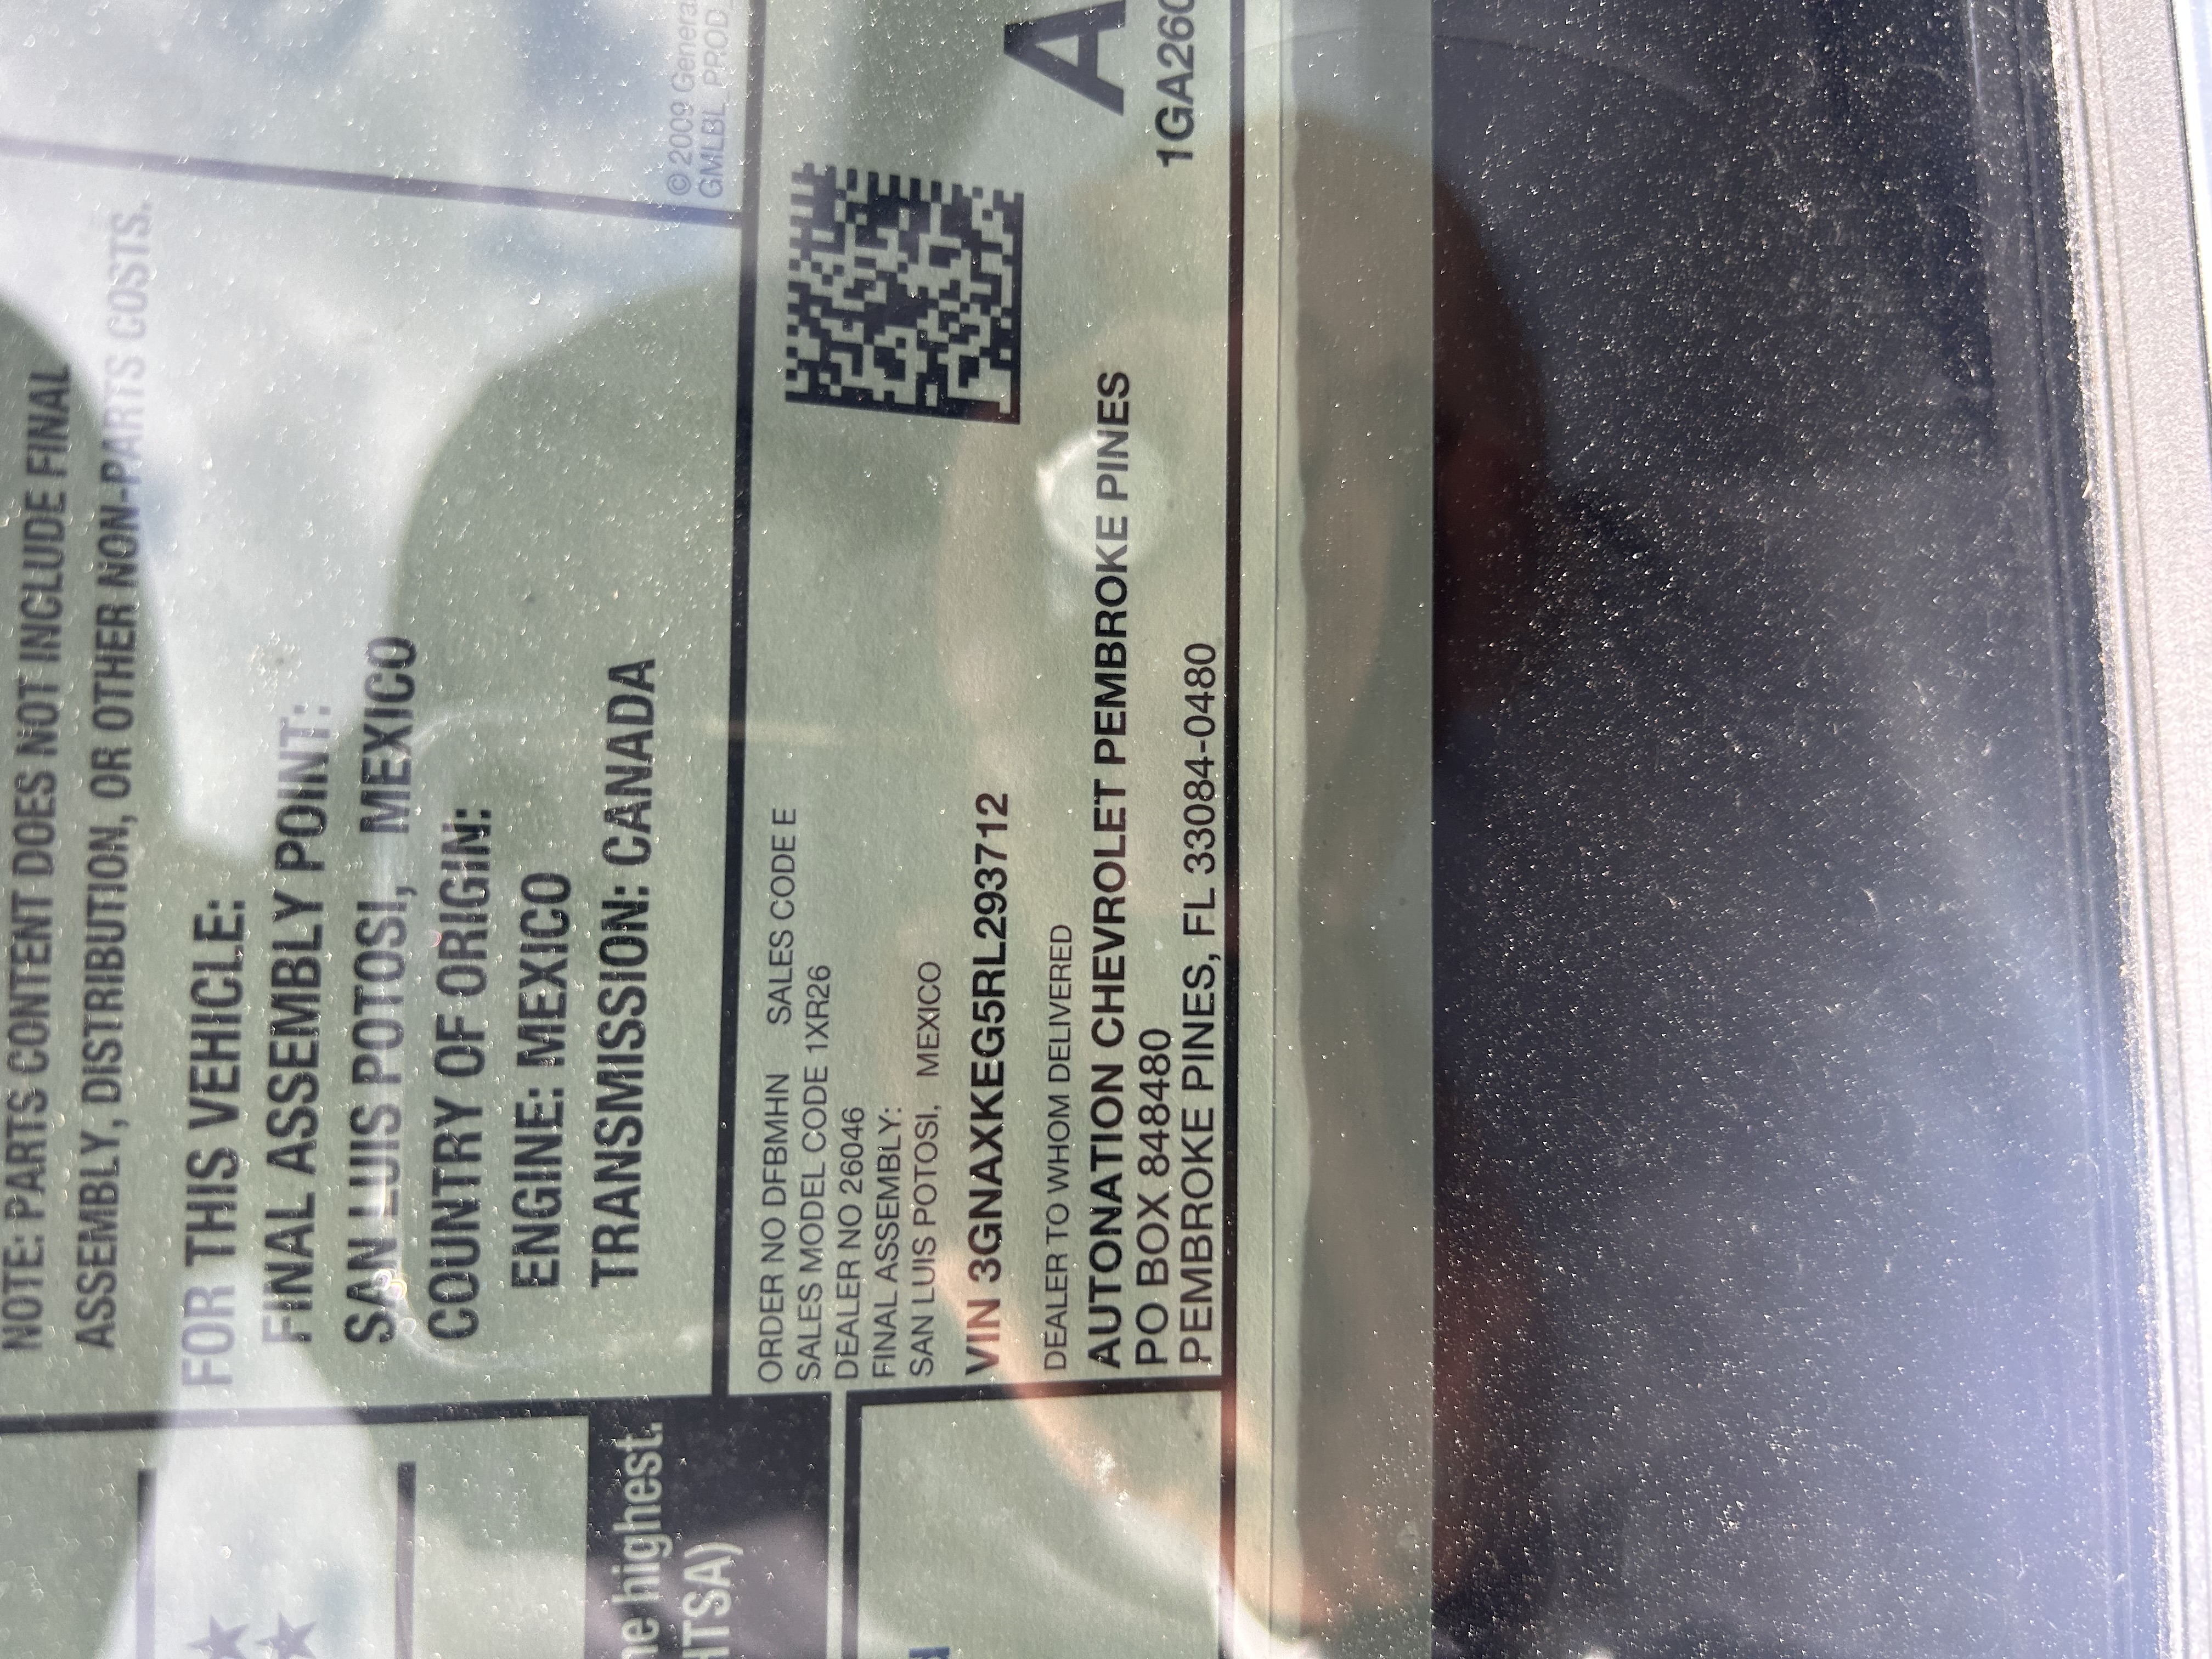 NOTE: PARTS CONTENT DOES NOT INCLUDE FINAL
ASSEMBLY, DISTRIBUTION, OR OTHER NON-PARTS COSTS.
FOR THIS VEHICLE:
FINAL ASSEMBLY POINT:
SAN LUIS POTOSI, MEXICO
COUNTRY OF ORIGIN:
ENGINE: MEXICO
TRANSMISSION: CANADA
© 2009 General
GMLBL_PROD_
highest.
ORDER NO DFBMHN SALES CODE E
SALES MODEL CODE 1XR26
DEALER NO 26046
FINAL ASSEMBLY:
SAN LUIS POTOSI, MEXICO
VIN 3GNAXKEG5RL293712
DEALER TO WHOM DELIVERED
AUTONATION CHEVROLET PEMBROKE PINES
PO BOX 848480
PEMBROKE PINES, FL 33084-0480
A
1GA260